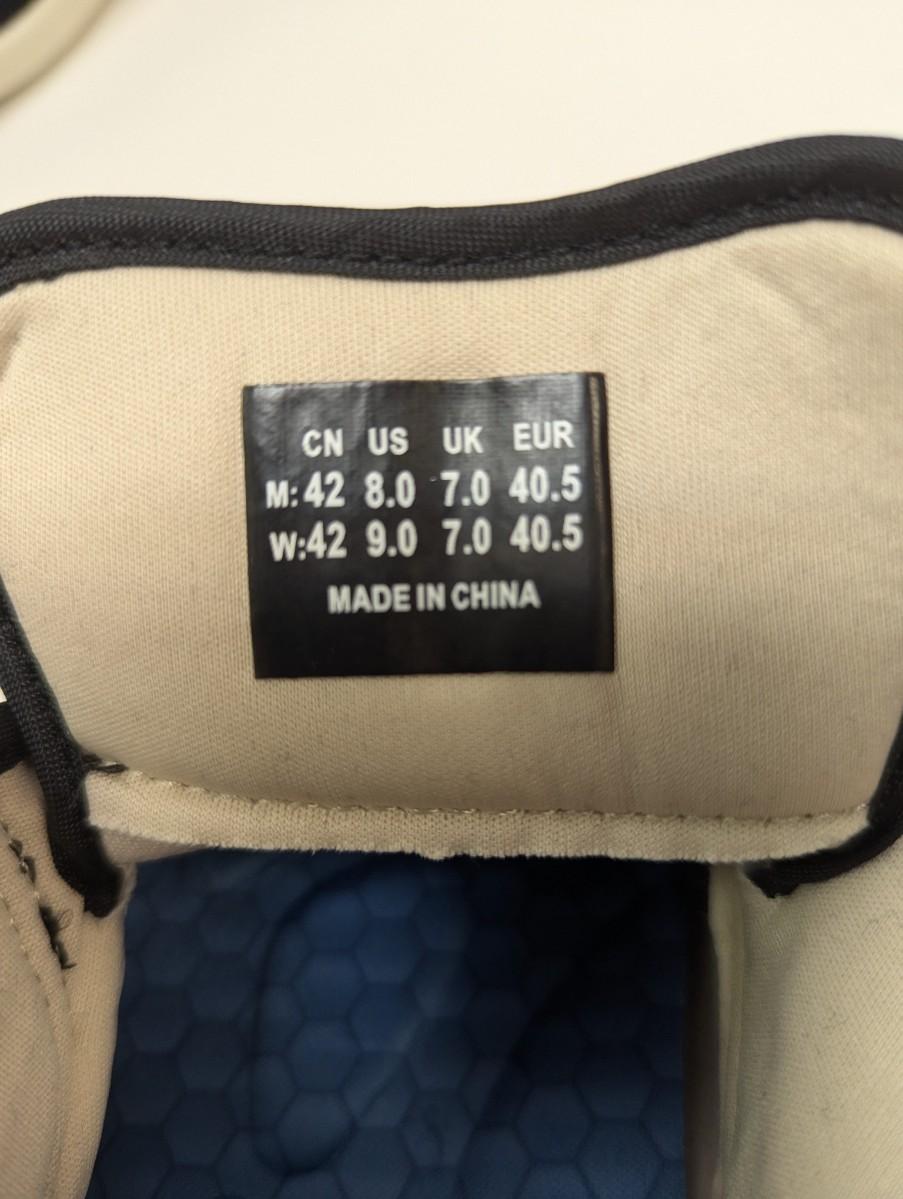 CN US UK EUR
M: 42 8.0 7.0 40.5
W:42 9.0 7.0 40.5
MADE IN CHINA